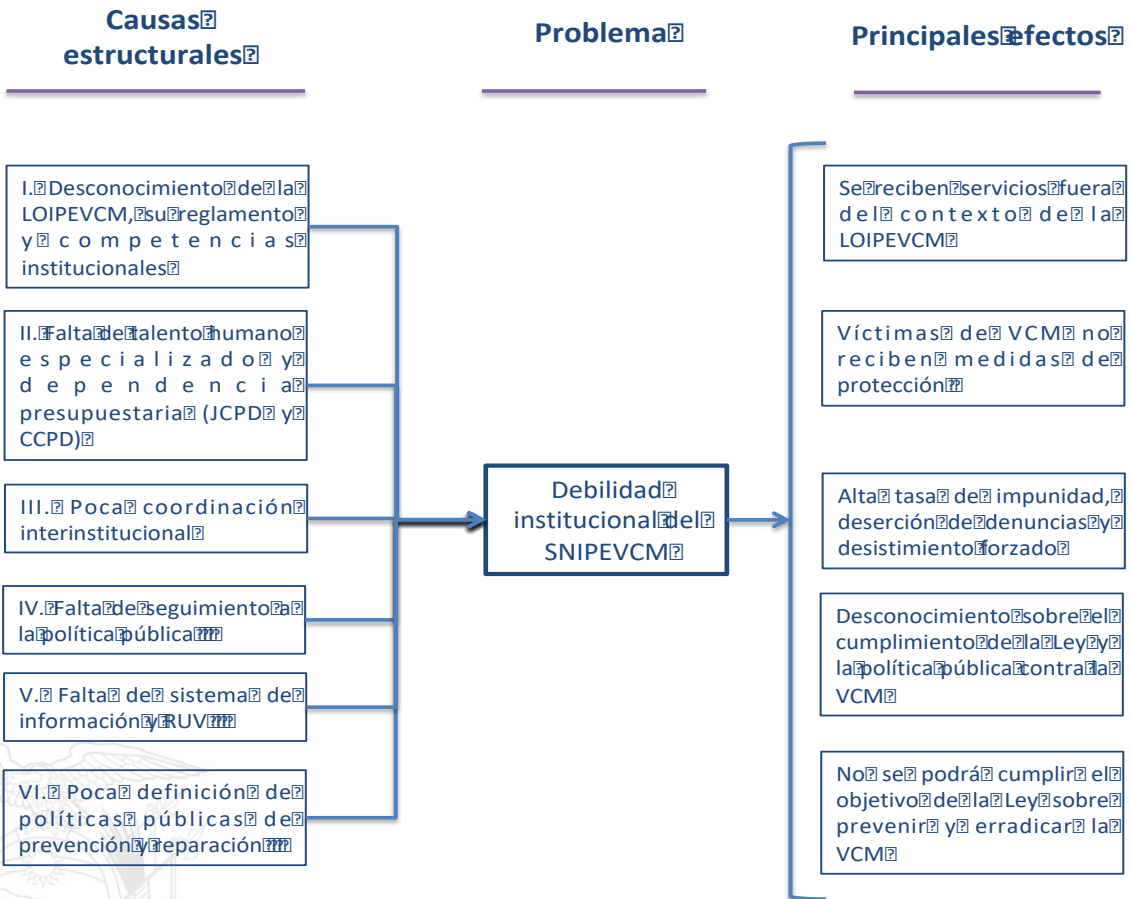 Causas
estructurales
Problema
Principales efectos
I. Desconocimiento de la
LOIPEVCM, su reglamento
y competencias
institucionales
II. Falta de talento humano
especializado y
dependencia
presupuestaria (JCPD y
CCPD)
III. Poca coordinación
interinstitucional
IV. Falta de seguimiento a
la política pública
V. Falta de sistema de
información y RUV
VI. Poca definición de
políticas públicas de
prevención y reparación
Debilidad
institucional del
SNIPEVCM
Se reciben servicios fuera
del contexto de la
LOIPEVCM
Víctimas de VCM no
reciben medidas de
protección
Alta tasa de impunidad,
deserción de denuncias y
desistimiento forzado
Desconocimiento sobre el
cumplimiento de la Ley y
la política pública contra la
VCM
No se podrá cumplir el
objetivo de la Ley sobre
prevenir y erradicar la
VCM